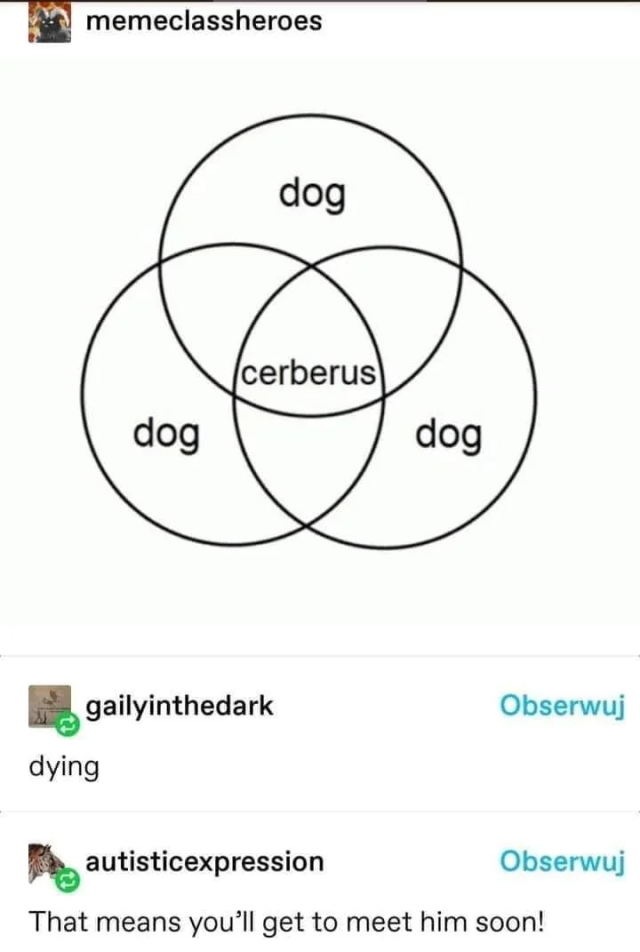 memeclassheroes
dog
cerberus
dog
dog
gailyinthedark
Obserwuj
dying
autisticexpression
Obserwuj
That means you’ll get to meet him soon!